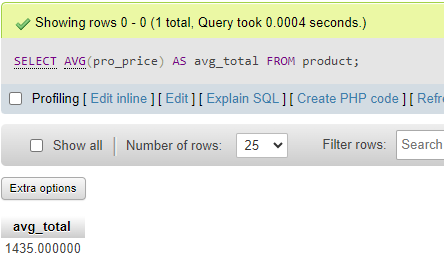 Showing rows 0 - 0 (1 total, Query took 0.0004 seconds.)
SELECT AVG(pro_price) AS avg_total FROM product;
Profiling [ Edit inline ] [ Edit ] [ Explain SQL ] [ Create PHP code ] [ Refre
Show all Number of rows: 25 Filter rows: Search
Extra options
avg_total
1435.000000